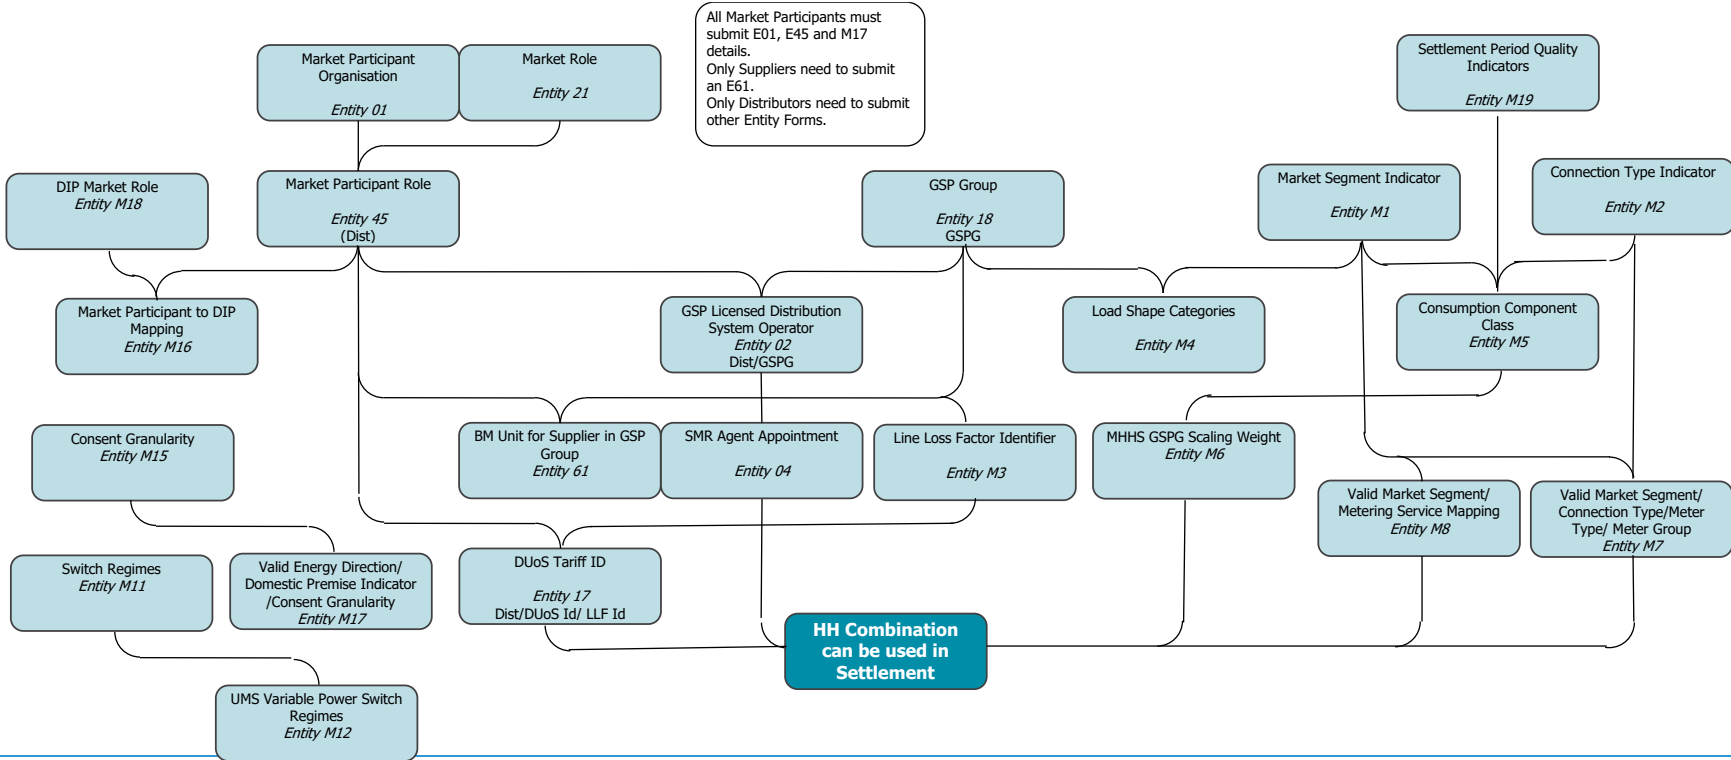 All Market Participants must
submit E01, E45 and M17
details.
Only Suppliers need to submit
an E61.
Only Distributors need to submit
other Entity Forms.
Market Participant
Organisation
Entity 01
Market Role
Entity 21
Settlement Period Quality
Indicators
Entity M19
DIP Market Role
Entity M18
Market Participant Role
Entity 45
(Dist)
GSP Group
Entity 18
GSPG
Market Segment Indicator
Entity M1
Connection Type Indicator
Entity M2
Market Participant to DIP
Mapping
Entity M16
GSP Licensed Distribution
System Operator
Entity 02
Dist/GSPG
Load Shape Categories
Entity M4
Consumption Component
Class
Entity M5
Consent Granularity
Entity M15
BM Unit for Supplier in GSP
Group
Entity 61
SMR Agent Appointment
Entity 04
Line Loss Factor Identifier
Entity M3
MHHS GSPG Scaling Weight
Entity M6
Valid Market Segment/
Metering Service Mapping
Entity M8
Valid Market Segment/
Connection Type/Meter
Type/ Meter Group
Entity M7
Switch Regimes
Entity M11
Valid Energy Direction/
Domestic Premise Indicator
/Consent Granularity
Entity M17
DUoS Tariff ID
Entity 17
Dist/DUoS Id/ LLF Id
HH Combination
can be used in
Settlement
UMS Variable Power Switch
Regimes
Entity M12